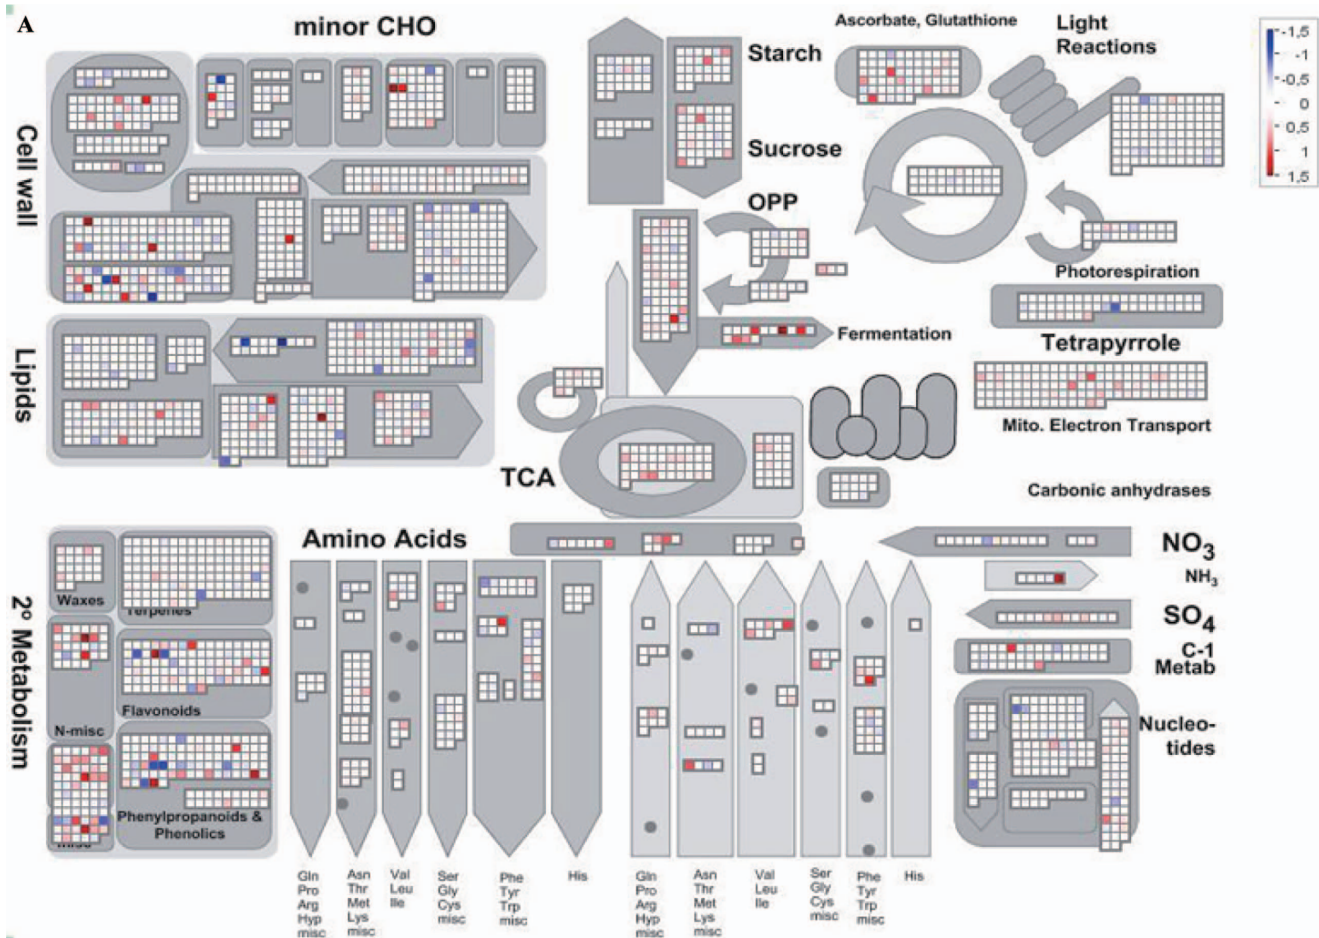 A
minor CHO
Starch
Sucrose
Ascorbate, Glutathione
Light
Reactions
-1,5
-1
-0,5
0
0,5
1
1,5
Cell wall
OPP
Photorespiration
Fermentation
Tetrapyrrole
Lipids
Mito. Electron Transport
TCA
Carbonic anhydrases
Amino Acids
NO3
NH3
SO4
C-1
Metab
Nucleo-
tides
2º Metabolism
Waxes
Terpenes
N-misc
Flavonoids
Phenylpropanoids &
Phenolics
Misc
Gln
Pro
Arg
Hyp
misc
Asn
Thr
Met
Lys
misc
Val
Leu
Ile
Ser
Gly
Cys
misc
Phe
Tyr
Trp
misc
His
Gln
Pro
Arg
Hyp
misc
Asn
Thr
Met
Lys
misc
Val
Leu
Ile
Ser
Gly
Cys
misc
Phe
Tyr
Trp
misc
His